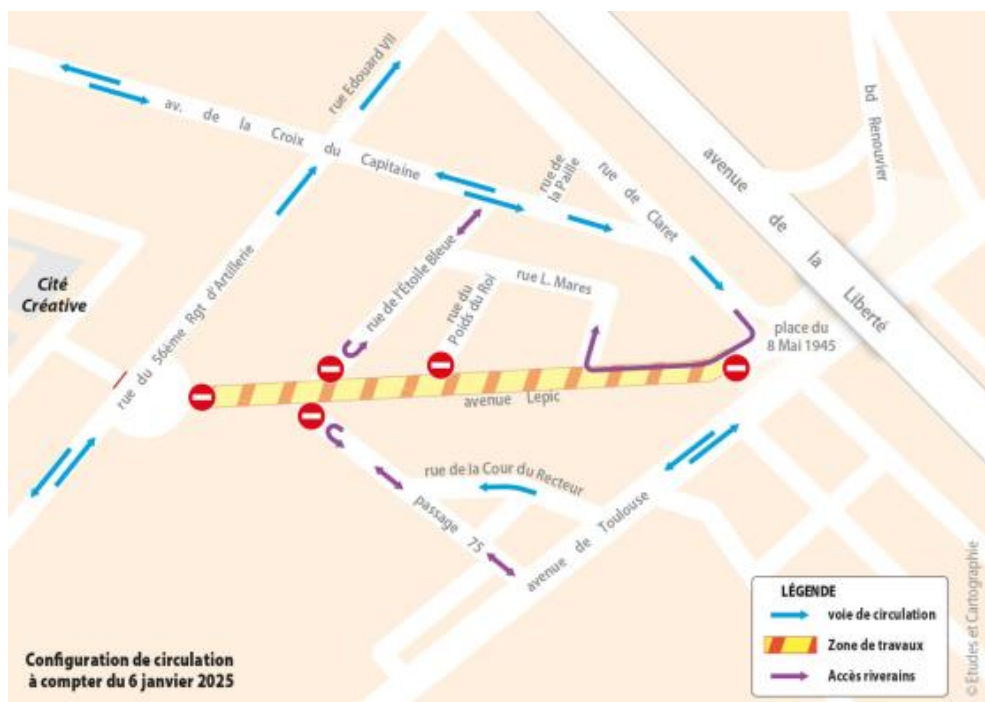 rue Edouard VII
av. de la Croix du Capitaine
rue de
la Paille
rue de Claret
avenue de la Liberté
bd Renouvier
Cité
Créative
rue du 56ème Rgt d'Artillerie
rue de l'Étoile Bleue
rue du
Poids du Roi
rue L. Mares
place du
8 Mai 1945
avenue Lepic
rue de la Cour du Recteur
passage 75
avenue de Toulouse
LÉGENDE
voie de circulation
Zone de travaux
Accès riverains
Configuration de circulation
à compter du 6 janvier 2025
© Etudes et Cartographie